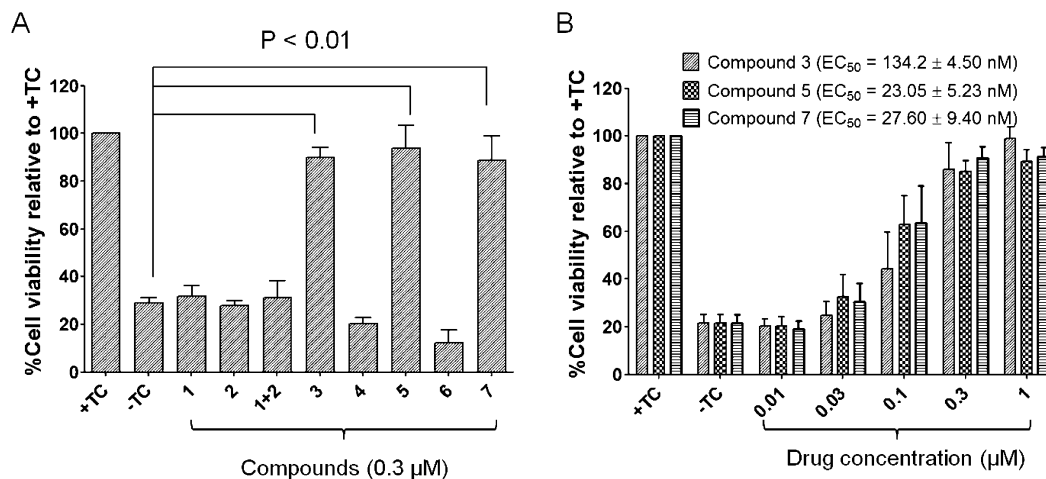 A
P < 0.01
%Cell viability relative to +TC
120
100
80
60
40
20
0
+TC
-TC
1
2
1+2
3
4
5
6
7
Compounds (0.3 µM)
B
Compound 3 (EC50 = 134.2 ± 4.50 nM)
Compound 5 (EC50 = 23.05 ± 5.23 nM)
Compound 7 (EC50 = 27.60 ± 9.40 nM)
%Cell viability relative to +TC
120
100
80
60
40
20
0
+TC
-TC
0.01
0.03
0.1
0.3
1
Drug concentration (µM)